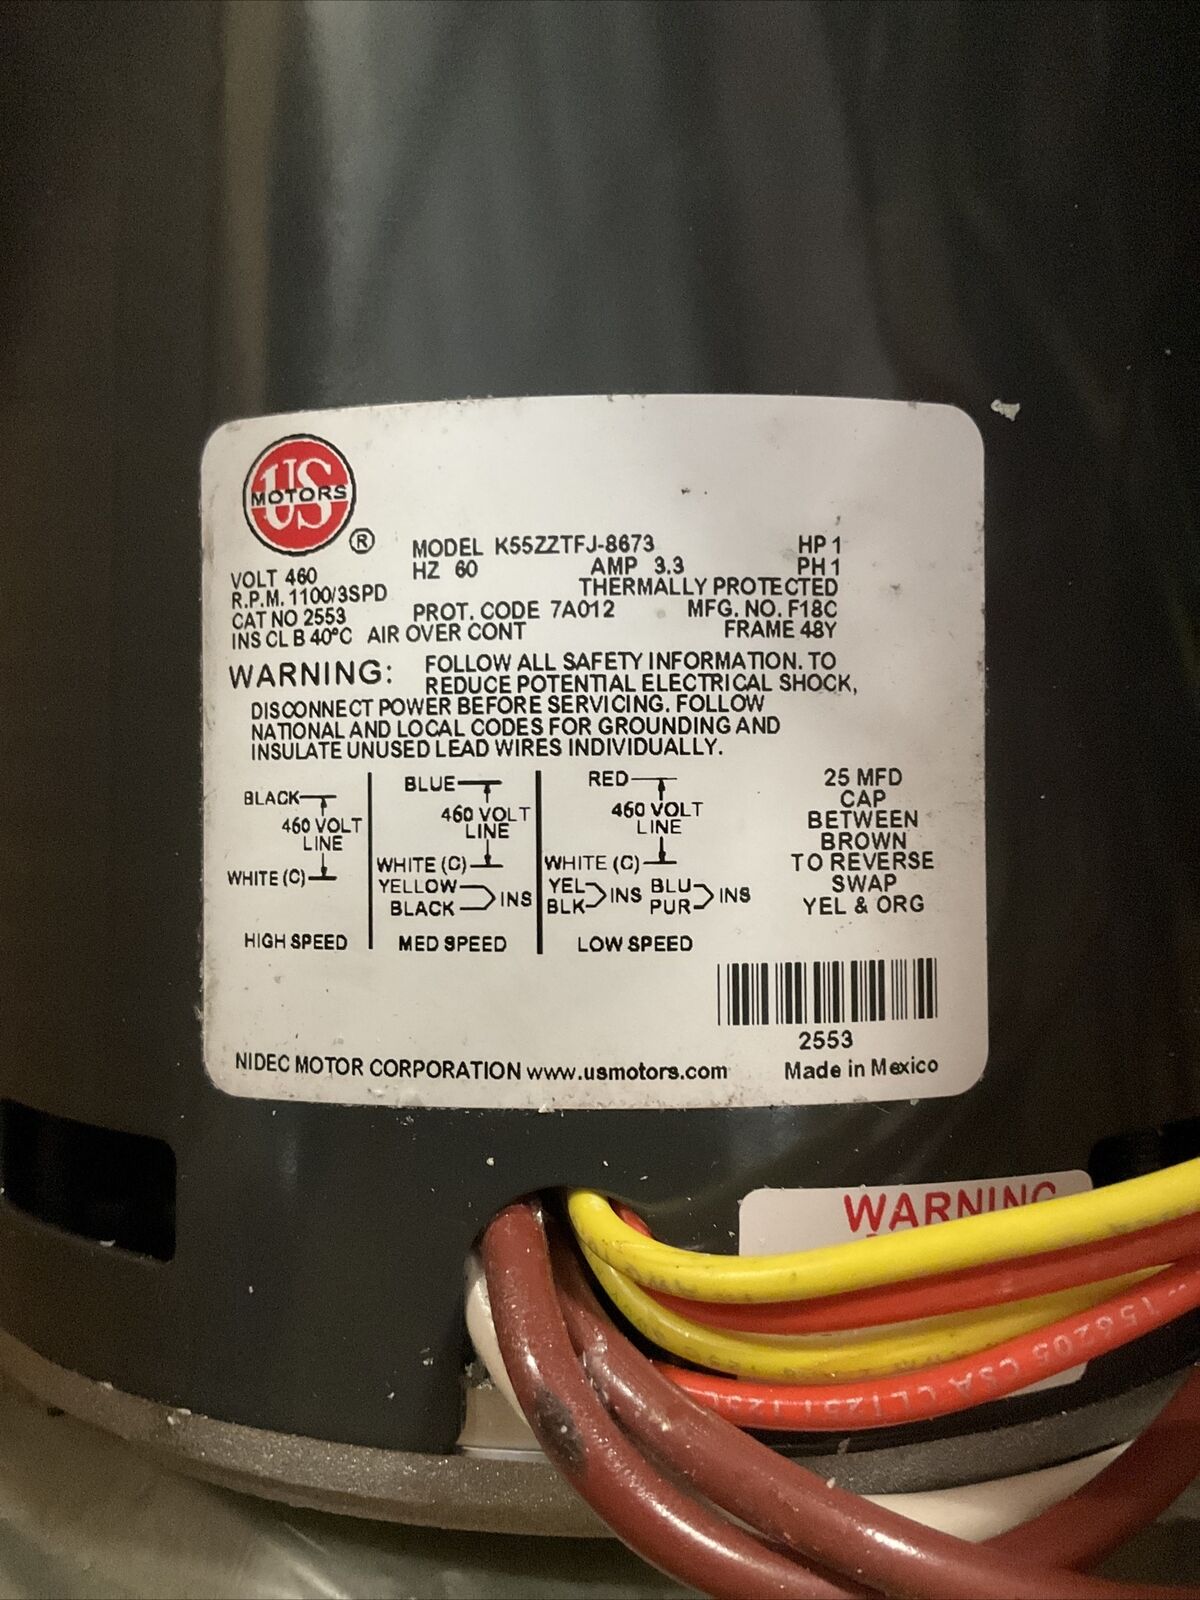 US
MOTORS
®
MODEL K55ZZTFJ-8673 HP 1
VOLT 460 HZ 60 AMP 3.3 PH 1
R.P.M. 1100/3SPD THERMALLY PROTECTED
CAT NO 2553 PROT. CODE 7A012 MFG. NO. F18C
INS CL B 40°C AIR OVER CONT FRAME 48Y
WARNING: FOLLOW ALL SAFETY INFORMATION. TO
REDUCE POTENTIAL ELECTRICAL SHOCK,
DISCONNECT POWER BEFORE SERVICING. FOLLOW
NATIONAL AND LOCAL CODES FOR GROUNDING AND
INSULATE UNUSED LEAD WIRES INDIVIDUALLY.
BLACK
460 VOLT
LINE
WHITE (C)
HIGH SPEED
BLUE
460 VOLT
LINE
WHITE (C)
YELLOW
BLACK
INS
MED SPEED
RED
460 VOLT
LINE
WHITE (C)
YEL
BLK
INS
BLU
PUR
INS
LOW SPEED
25 MFD
CAP
BETWEEN
BROWN
TO REVERSE
SWAP
YEL & ORG
2553
NIDEC MOTOR CORPORATION www.usmotors.com Made in Mexico
WARNING